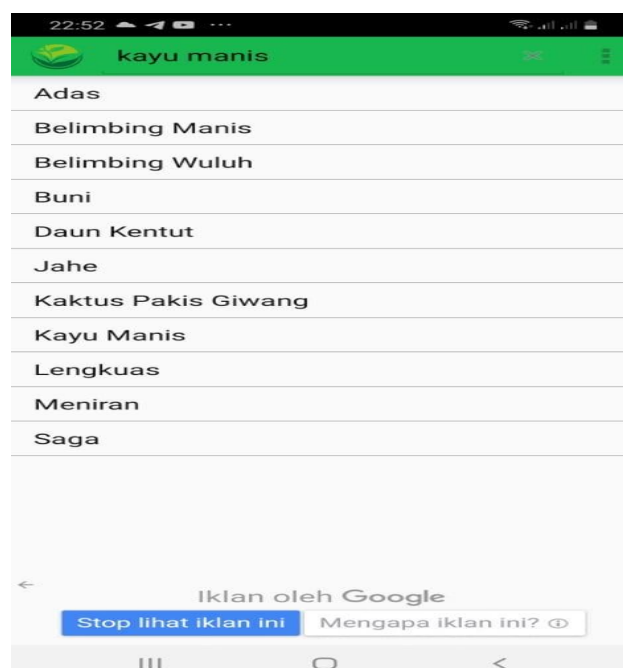 22:52
kayu manis
Adas
Belimbing Manis
Belimbing Wuluh
Buni
Daun Kentut
Jahe
Kaktus Pakis Giwang
Kayu Manis
Lengkuas
Meniran
Saga
Iklan oleh Google
Stop lihat iklan ini Mengapa iklan ini?